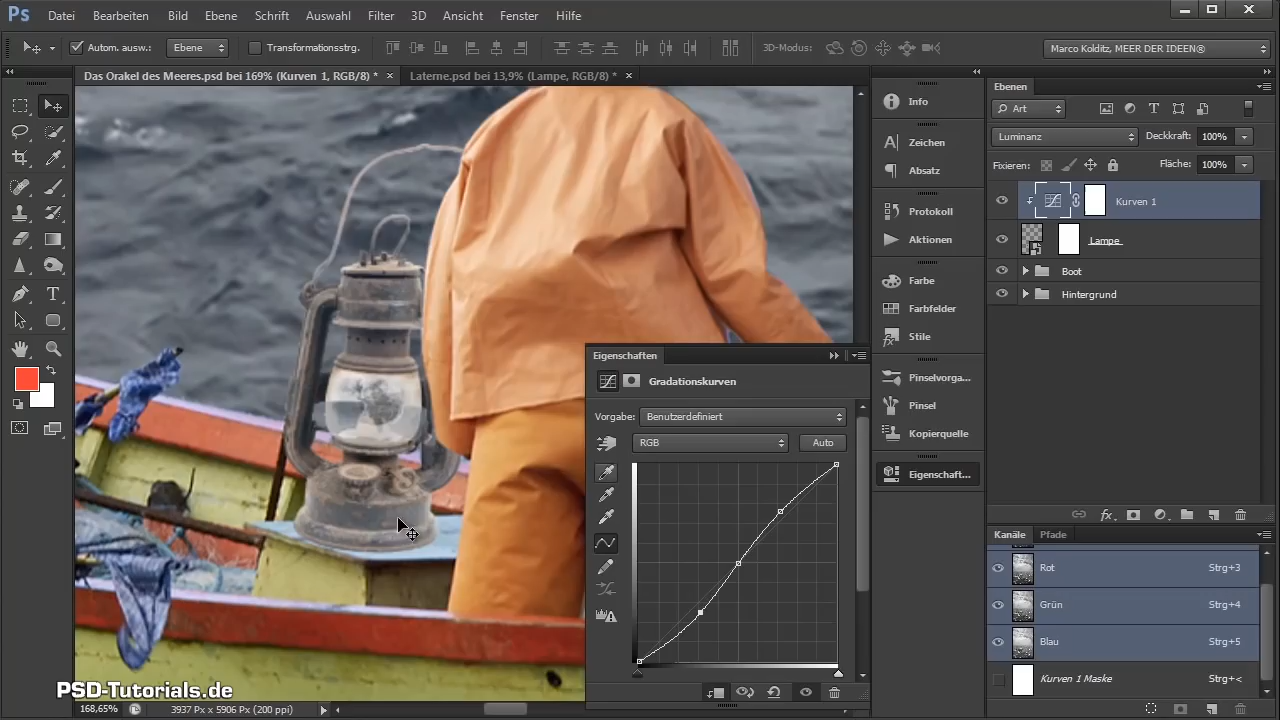 Ps Datei Bearbeiten Bild Ebene Schrift Auswahl Filter 3D Ansicht Fenster Hilfe
Autom. ausw.: Ebene Transformationsstrg. 3D-Modus: Marco Kolditz, MEER DER IDEEN®
Das Orakel des Meeres.psd bei 169% (Kurven 1, RGB/8) * × Laterne.psd bei 13,9% (Lampe, RGB/8) * ×
Info
Zeichen
Absatz
Protokoll
Aktionen
Farbe
Farbfelder
Stile
Pinselvorga...
Pinsel
Kopierquelle
Eigenschaft...
Ebenen
Art
Luminanz Deckkraft: 100%
Fixieren: Fläche: 100%
Kurven 1
Lampe
Boot
Hintergrund
Kanäle Pfade
Rot Strg+3
Grün Strg+4
Blau Strg+5
Kurven 1 Maske Strg+<
Eigenschaften
Gradationskurven
Vorgabe: Benutzerdefiniert
RGB Auto
PSD-Tutorials.de
168,65% 3937 Px x 5906 Px (200 ppi)